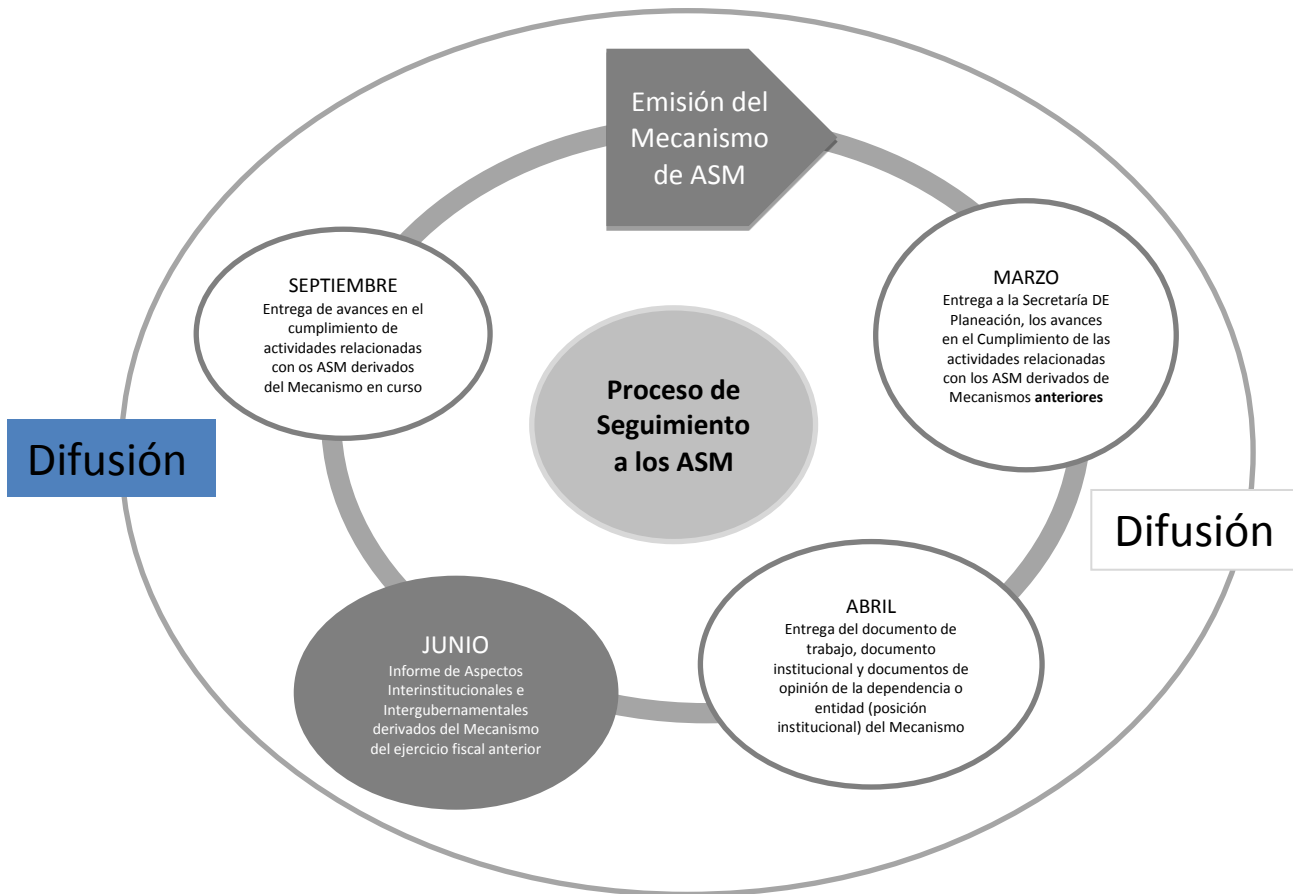 Emisión del
Mecanismo
de ASM
MARZO
Entrega a la Secretaría DE
Planeación, los avances
en el Cumplimiento de las
actividades relacionadas
con los ASM derivados de
Mecanismos anteriores
ABRIL
Entrega del documento de
trabajo, documento
institucional y documentos de
opinión de la dependencia o
entidad (posición
institucional) del Mecanismo
JUNIO
Informe de Aspectos
Interinstitucionales e
Intergubernamentales
derivados del Mecanismo
del ejercicio fiscal anterior
SEPTIEMBRE
Entrega de avances en el
cumplimiento de
actividades relacionadas
con os ASM derivados
del Mecanismo en curso
Proceso de
Seguimiento
a los ASM
Difusión
Difusión